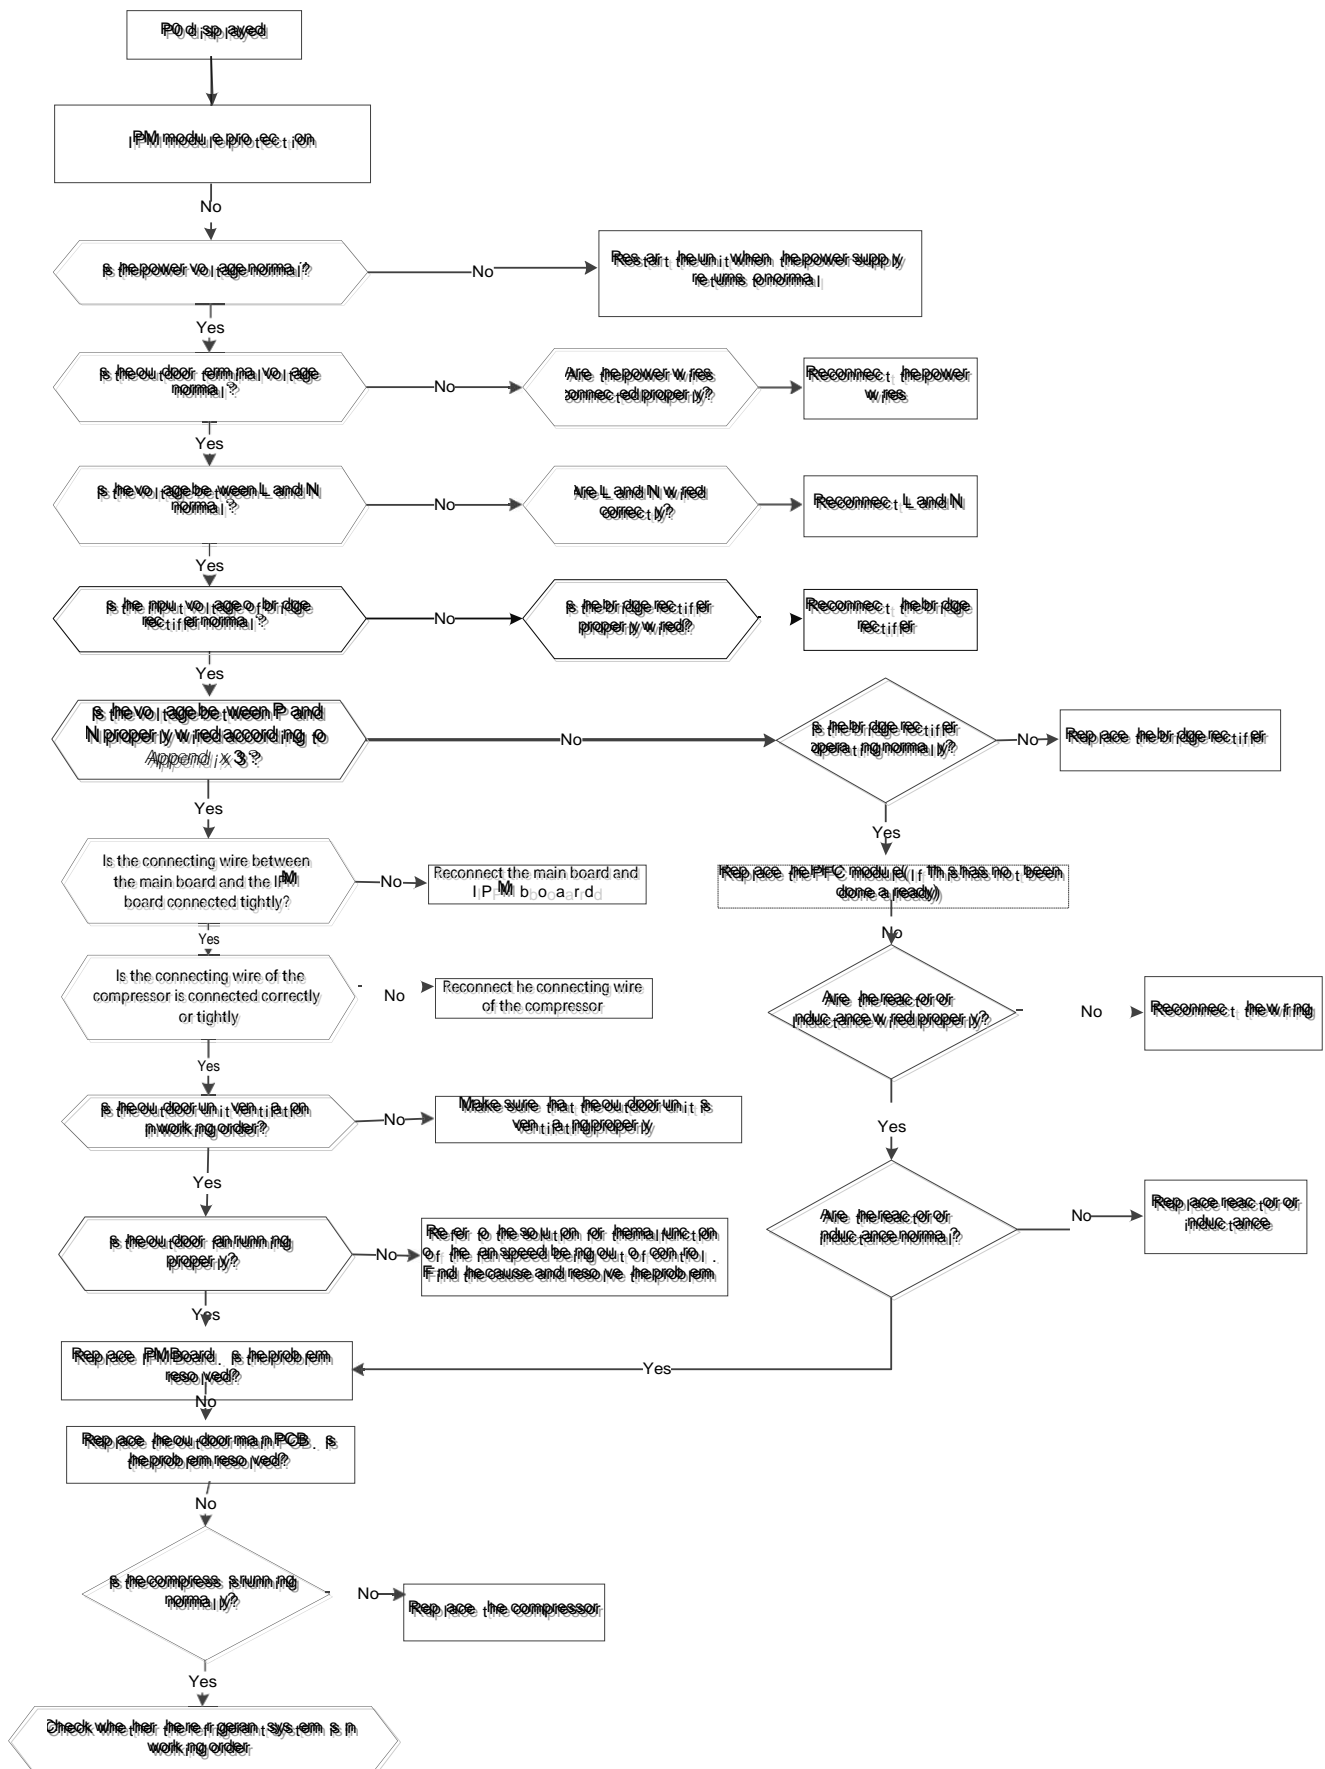 P0 displayed
IPM module protection
No
Is the power voltage normal?
No
Restart the unit when the power supply
returns to normal
Yes
Is the outdoor terminal voltage
normal?
No
Are the power wires
connected properly?
Reconnect the power
wires
Yes
Is the voltage between L and N
normal?
No
Are L and N wired
correctly?
Reconnect L and N
Yes
Is the input voltage of bridge
rectifier normal?
No
Is the bridge rectifier
properly wired?
Reconnect the bridge
rectifier
Yes
Is the voltage between P and
N properly wired according to
Appendix 3?
No
Is the bridge rectifier
operating normally?
No
Replace the bridge rectifier
Yes
Yes
Is the connecting wire between
the main board and the IPM
board connected tightly?
No
Reconnect the main board and
IPM board
Replace the PFC module(If This has not been
done already)
Yes
No
Is the connecting wire of the
compressor is connected correctly
or tightly
No
Reconnect he connecting wire
of the compressor
Are the reactor or
inductance wired properly?
No
Reconnect the wiring
Yes
Is the outdoor unit ventilation
in working order?
No
Make sure that the outdoor unit is
ventilating properly
Yes
Yes
Is the outdoor fan running
properly?
No
Refer to the solution for the malfunction
of the fan speed being out of control.
Find the cause and resolve the problem
Are the reactor or
inductance normal?
No
Replace reactor or
inductance
Yes
Replace IPM Board. Is the problem
resolved?
Yes
No
Replace the outdoor main PCB. Is
the problem resolved?
No
Is the compress is running
normally?
No
Replace the compressor
Yes
Check whether the refrigerant system is in
working order